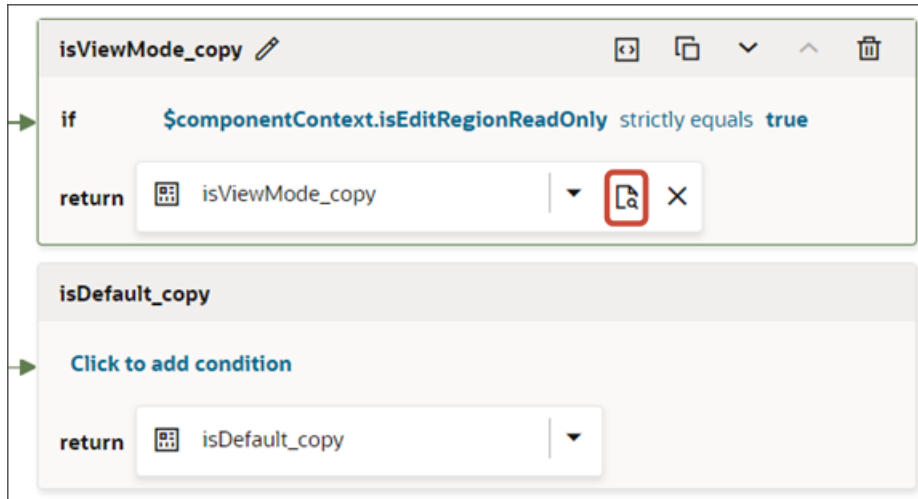 isViewMode_copy
if $componentContext.isEditRegionReadOnly strictly equals true
return isViewMode_copy
isDefault_copy
Click to add condition
return isDefault_copy